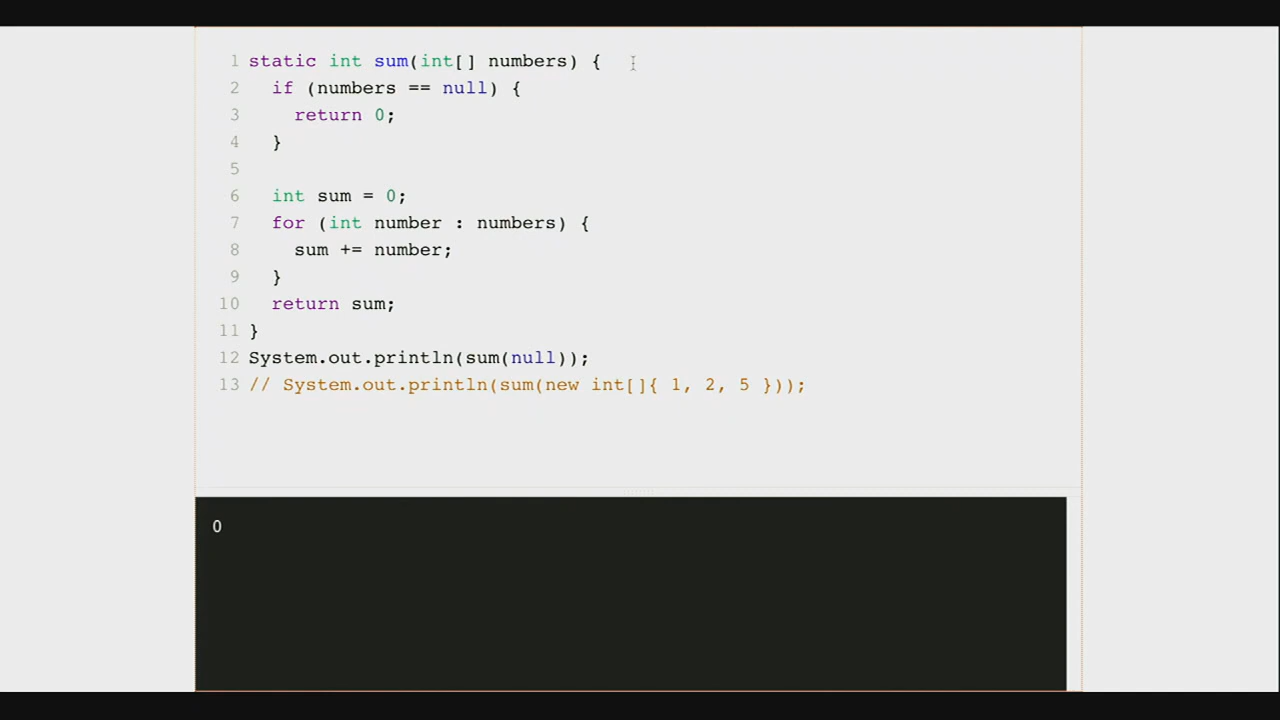 1 static int sum(int[] numbers) {
2   if (numbers == null) {
3     return 0;
4   }
5
6   int sum = 0;
7   for (int number : numbers) {
8     sum += number;
9   }
10   return sum;
11 }
12 System.out.println(sum(null));
13 // System.out.println(sum(new int[]{ 1, 2, 5 }));
0